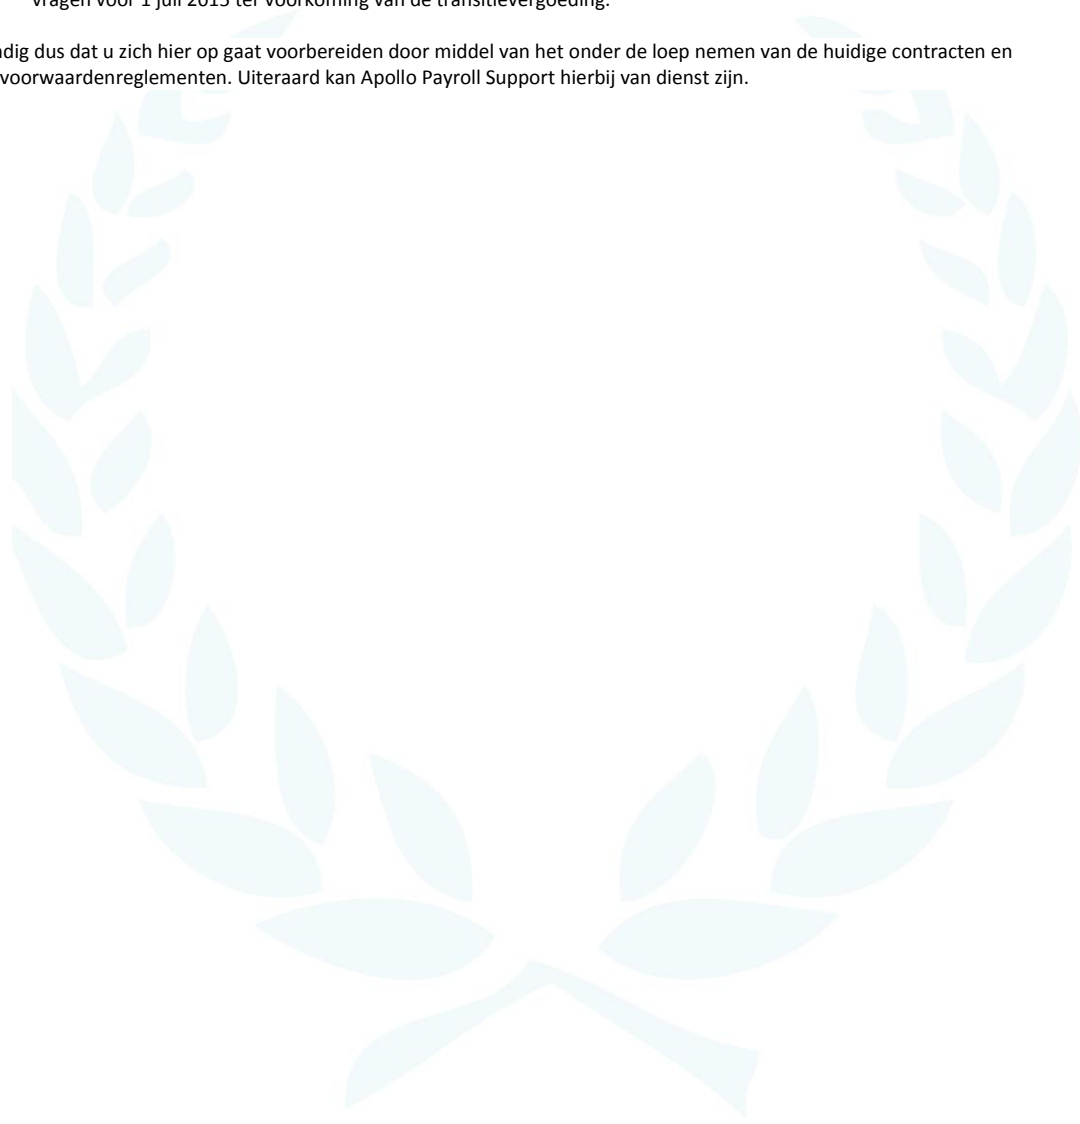 vragen voor 1 juli 2015 ter voorkoming van de transitievergoeding.
dig dus dat u zich hier op gaat voorbereiden door middel van het onder de loep nemen van de huidige contracten en
voorwaardenreglementen. Uiteraard kan Apollo Payroll Support hierbij van dienst zijn.